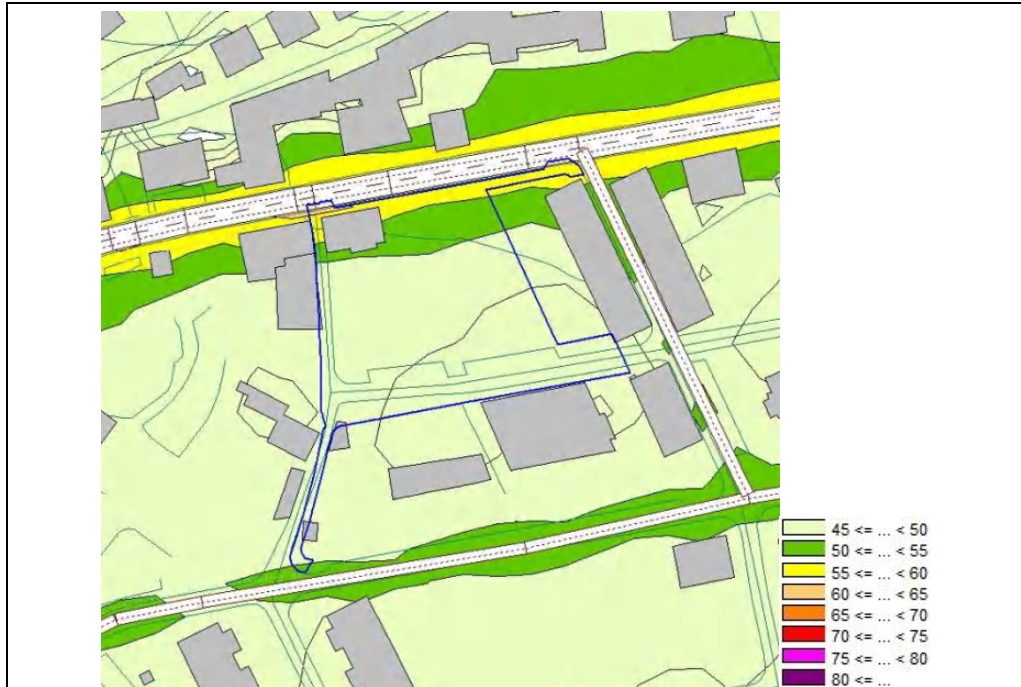 45 <= ... < 50
50 <= ... < 55
55 <= ... < 60
60 <= ... < 65
65 <= ... < 70
70 <= ... < 75
75 <= ... < 80
80 <= ...